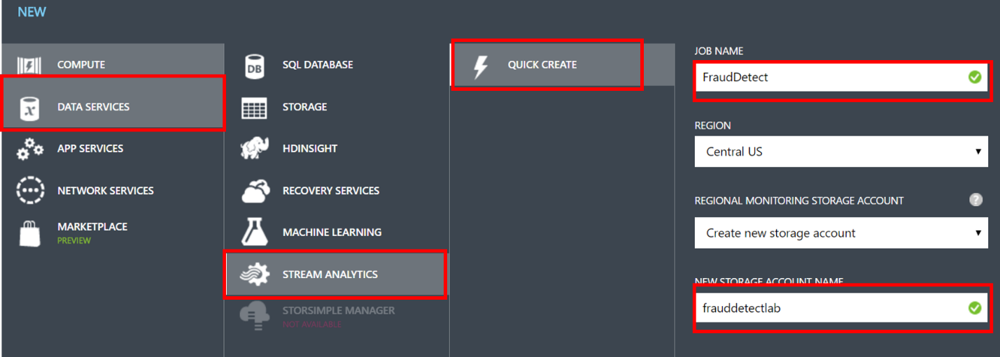 NEW
COMPUTE
DATA SERVICES
x
APP SERVICES
NETWORK SERVICES
MARKETPLACE
PREVIEW
DB
SQL DATABASE
STORAGE
HDINSIGHT
RECOVERY SERVICES
MACHINE LEARNING
STREAM ANALYTICS
STORSIMPLE MANAGER
NOT AVAILABLE
QUICK CREATE
JOB NAME
FraudDetect
REGION
Central US
REGIONAL MONITORING STORAGE ACCOUNT
?
Create new storage account
NEW STORAGE ACCOUNT NAME
frauddetectlab